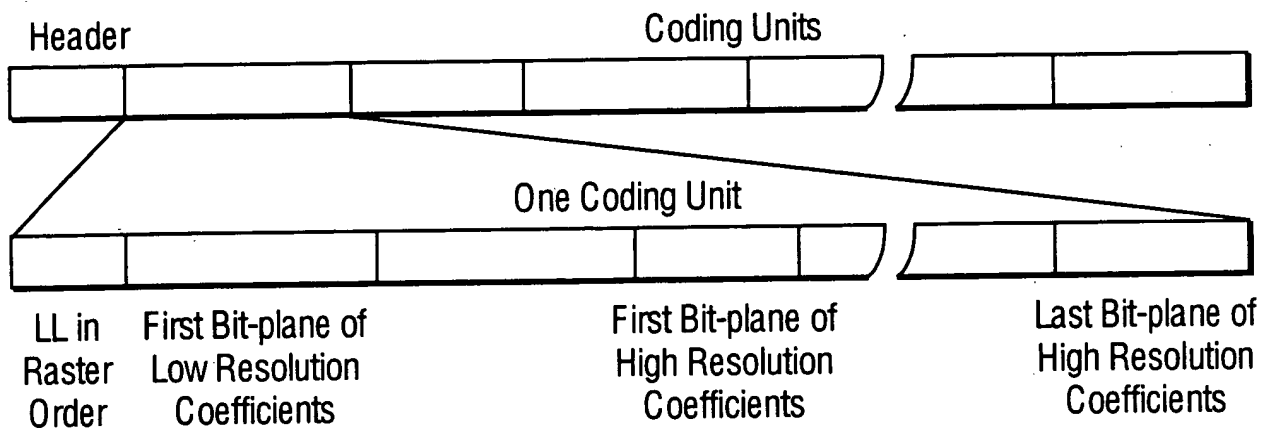 Header
Coding Units
One Coding Unit
LL in
Raster
Order
First Bit-plane of
Low Resolution
Coefficients
First Bit-plane of
High Resolution
Coefficients
Last Bit-plane of
High Resolution
Coefficients